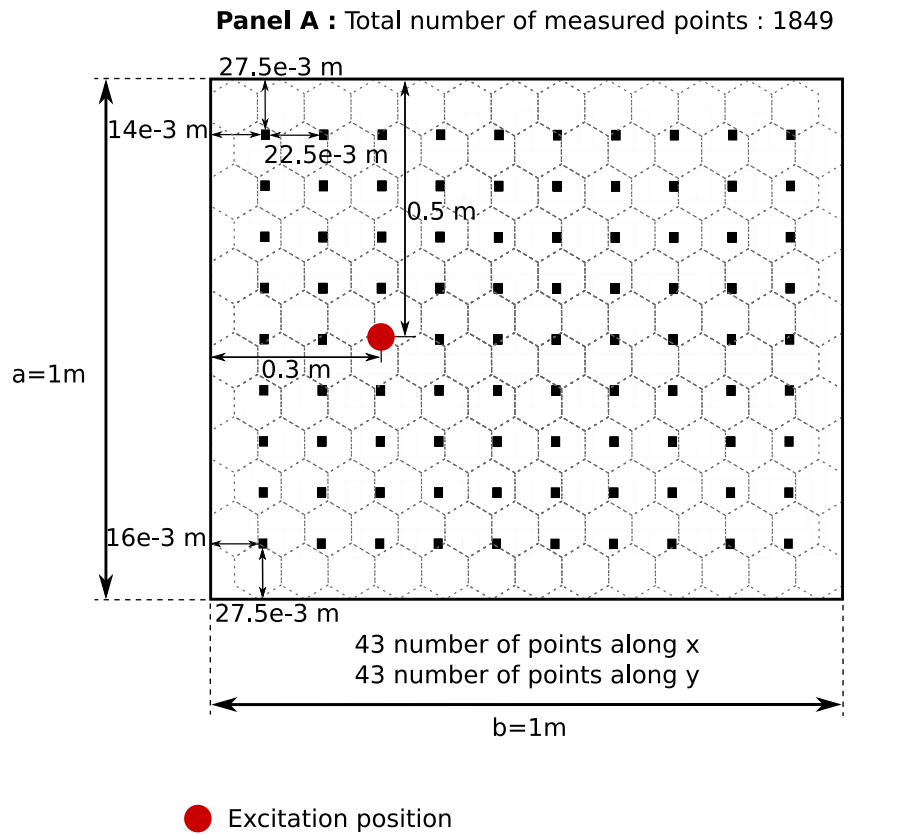 Panel A : Total number of measured points : 1849
27.5e-3 m
14e-3 m
22.5e-3 m
0.5 m
0.3 m
a=1m
16e-3 m
27.5e-3 m
43 number of points along x
43 number of points along y
b=1m
Excitation position